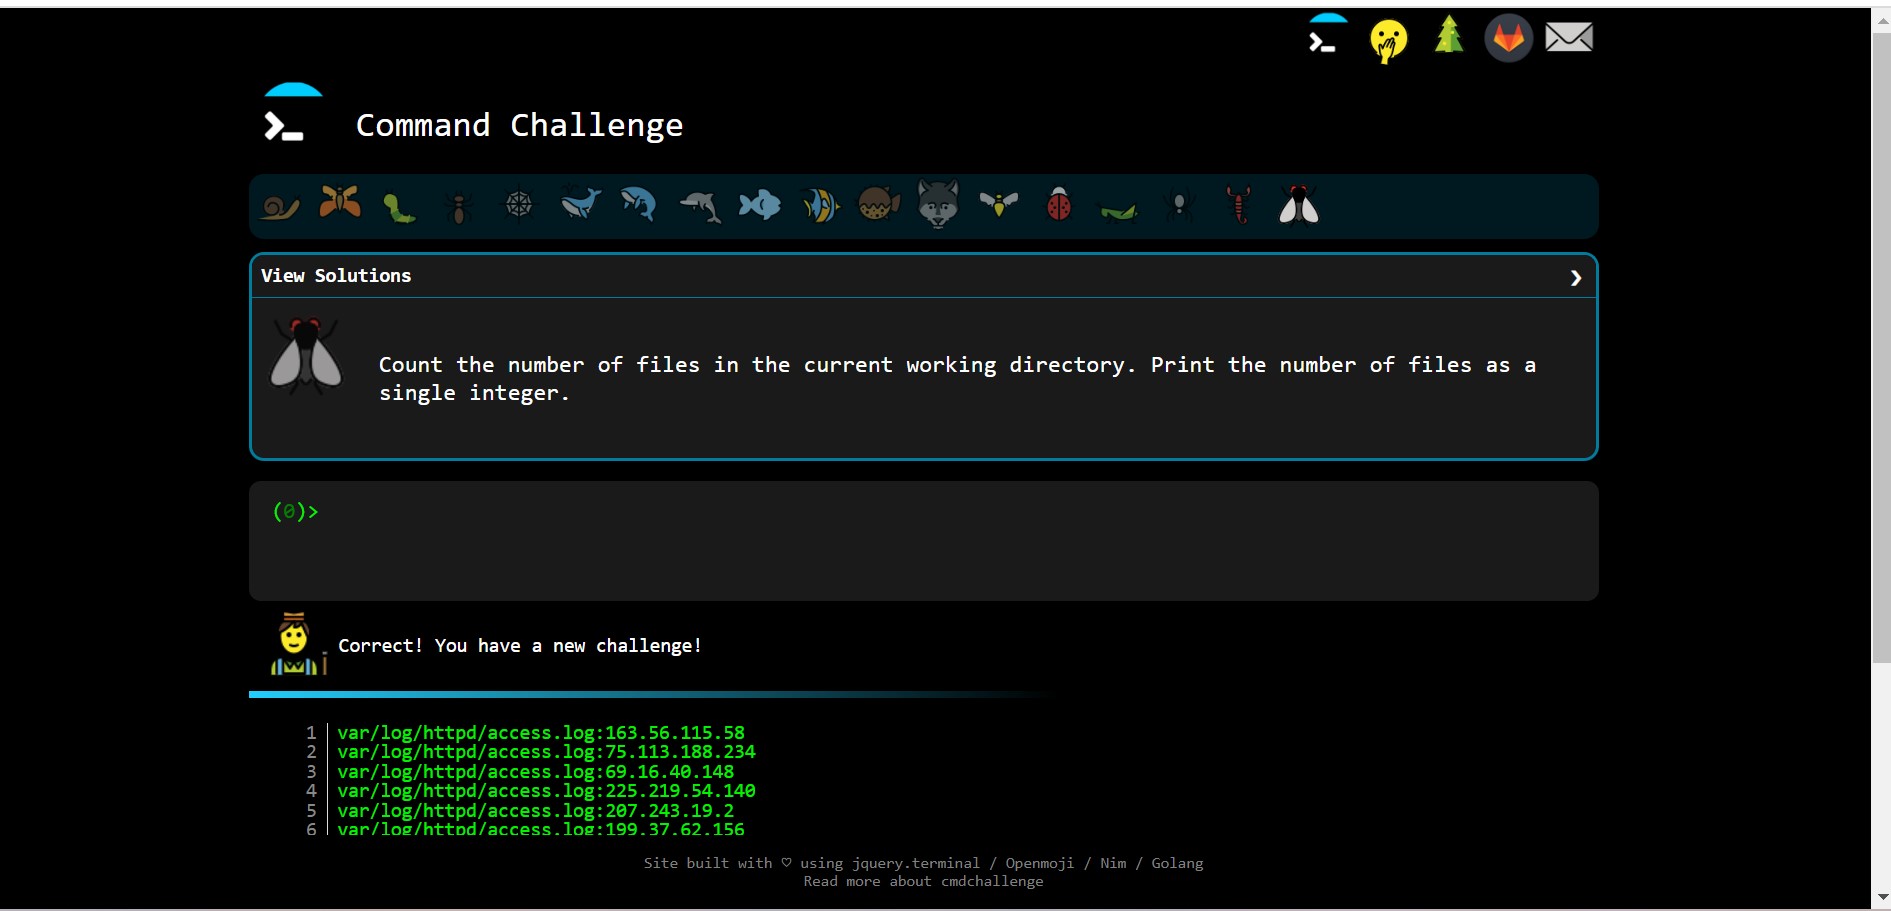 Command Challenge
View Solutions
Count the number of files in the current working directory. Print the number of files as a
single integer.
(0)>
Correct! You have a new challenge!
1 var/log/httpd/access.log:163.56.115.58
2 var/log/httpd/access.log:75.113.188.234
3 var/log/httpd/access.log:69.16.40.148
4 var/log/httpd/access.log:225.219.54.140
5 var/log/httpd/access.log:207.243.19.2
6 var/log/httpd/access.log:199.37.62.156
Site built with ♡ using jquery.terminal / Openmoji / Nim / Golang
Read more about cmdchallenge